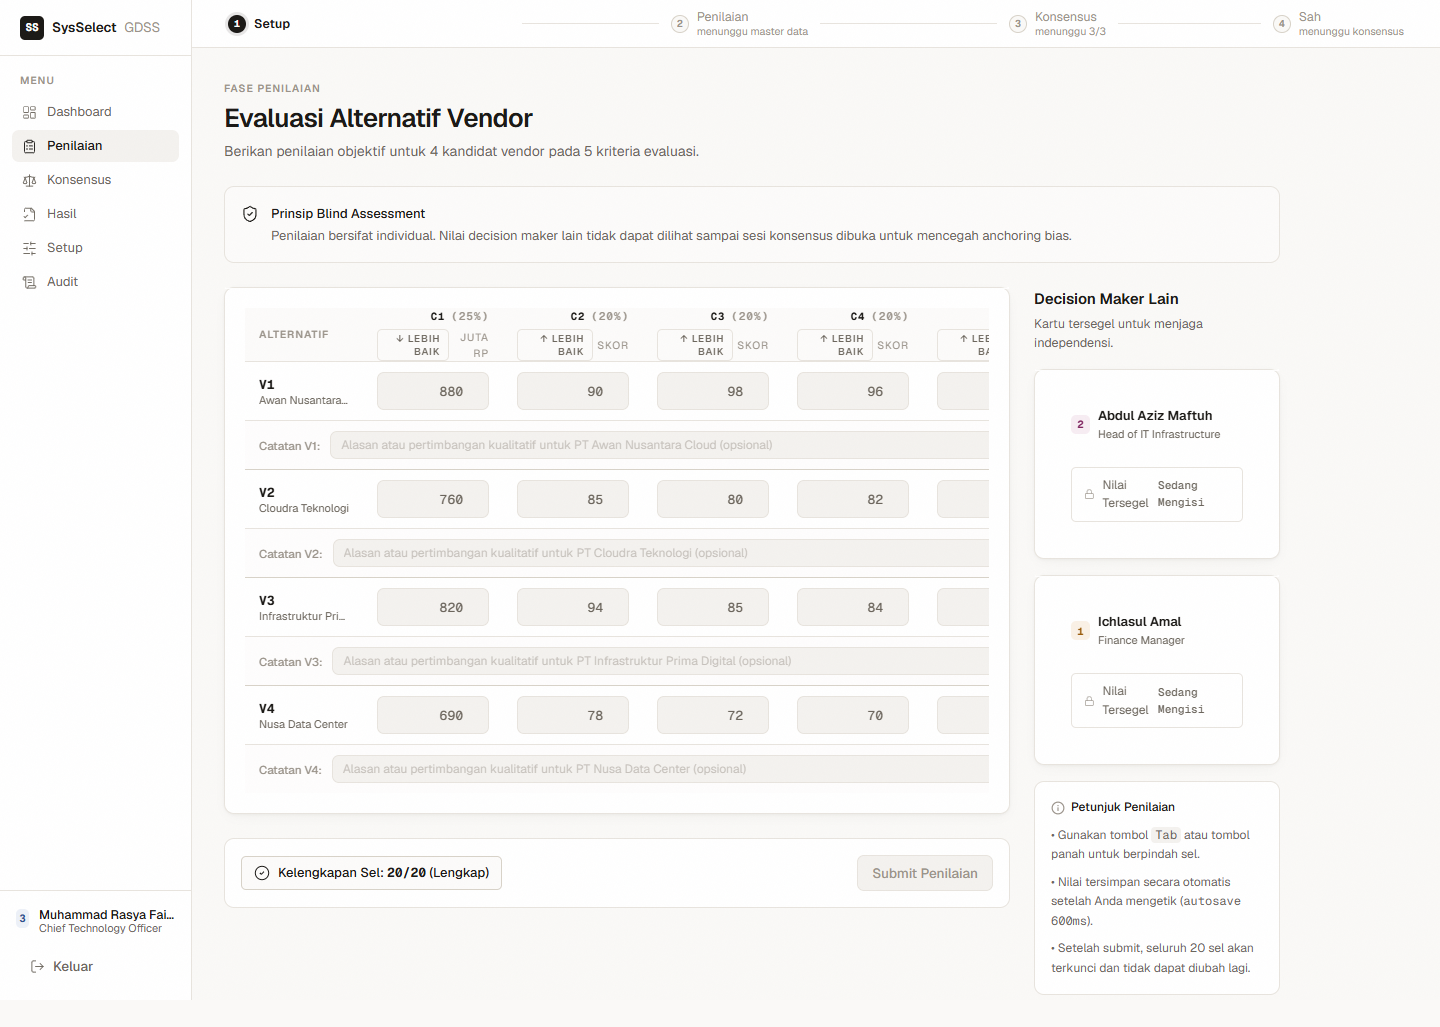 SS SysSelect GDSS
1 Setup
2 Penilaian
menunggu master data
3 Konsensus
menunggu 3/3
4 Sah
menunggu konsensus
MENU
Dashboard
Penilaian
Konsensus
Hasil
Setup
Audit
FASE PENILAIAN
Evaluasi Alternatif Vendor
Berikan penilaian objektif untuk 4 kandidat vendor pada 5 kriteria evaluasi.
Prinsip Blind Assessment
Penilaian bersifat individual. Nilai decision maker lain tidak dapat dilihat sampai sesi konsensus dibuka untuk mencegah anchoring bias.
ALTERNATIF
C1 (25%)
↓ LEBIH
BAIK
JUTA
RP
C2 (20%)
↑ LEBIH
BAIK
SKOR
C3 (20%)
↑ LEBIH
BAIK
SKOR
C4 (20%)
↑ LEBIH
BAIK
SKOR
V1
Awan Nusantara...
880 90 98 96
Catatan V1: Alasan atau pertimbangan kualitatif untuk PT Awan Nusantara Cloud (opsional)
V2
Cloudra Teknologi
760 85 80 82
Catatan V2: Alasan atau pertimbangan kualitatif untuk PT Cloudra Teknologi (opsional)
V3
Infrastruktur Pri...
820 94 85 84
Catatan V3: Alasan atau pertimbangan kualitatif untuk PT Infrastruktur Prima Digital (opsional)
V4
Nusa Data Center
690 78 72 70
Catatan V4: Alasan atau pertimbangan kualitatif untuk PT Nusa Data Center (opsional)
Kelengkapan Sel: 20/20 (Lengkap)
Submit Penilaian
Decision Maker Lain
Kartu tersegel untuk menjaga
independensi.
2 Abdul Aziz Maftuh
Head of IT Infrastructure
Nilai
Tersegel
Sedang
Mengisi
1 Ichlasul Amal
Finance Manager
Nilai
Tersegel
Sedang
Mengisi
Petunjuk Penilaian
• Gunakan tombol Tab atau tombol
panah untuk berpindah sel.
• Nilai tersimpan secara otomatis
setelah Anda mengetik (autosave
600ms).
• Setelah submit, seluruh 20 sel akan
terkunci dan tidak dapat diubah lagi.
3 Muhammad Rasya Fai...
Chief Technology Officer
Keluar